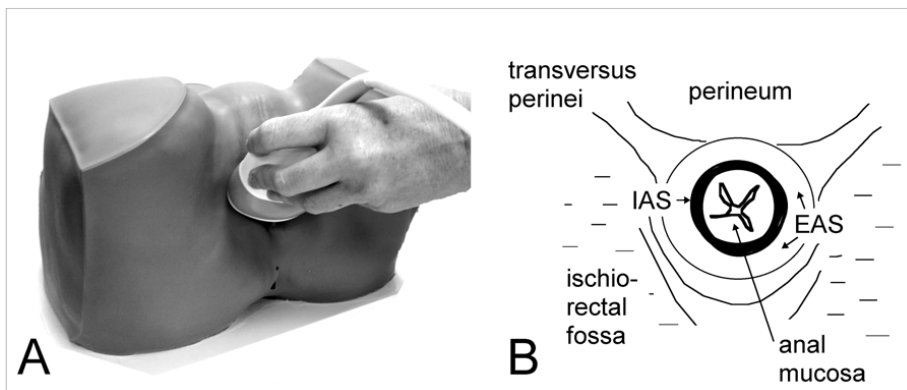 A
transversus
perinei
perineum
IAS
EAS
ischio-
rectal
fossa
anal
mucosa
B